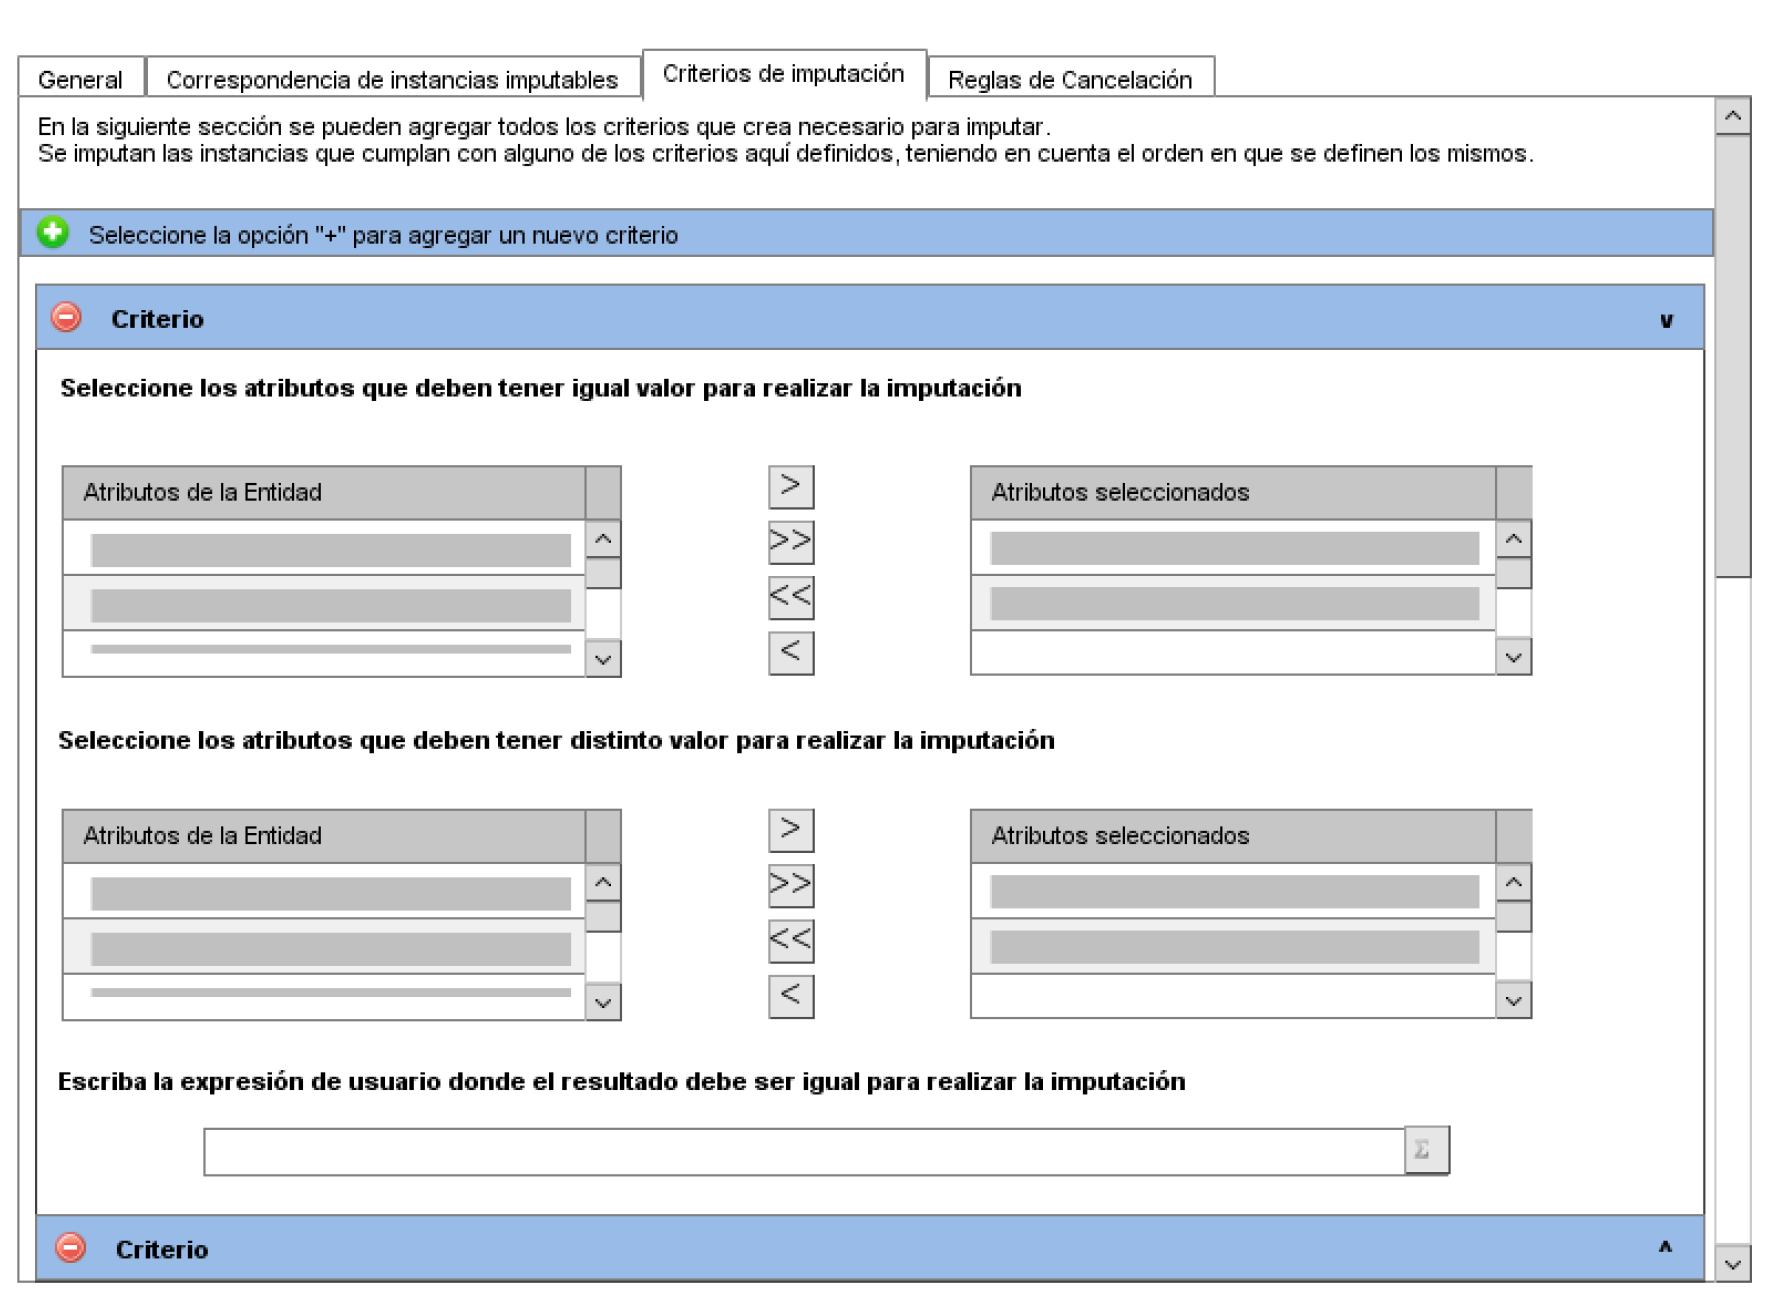 General
Correspondencia de instancias imputables
Criterios de imputación
Reglas de Cancelación
En la siguiente sección se pueden agregar todos los criterios que crea necesario para imputar.
Se imputan las instancias que cumplan con alguno de los criterios aquí definidos, teniendo en cuenta el orden en que se definen los mismos.
Seleccione la opción "+" para agregar un nuevo criterio
Criterio v
Seleccione los atributos que deben tener igual valor para realizar la imputación
Atributos de la Entidad
>
>>
<<
<
Atributos seleccionados
Seleccione los atributos que deben tener distinto valor para realizar la imputación
Atributos de la Entidad
>
>>
<<
<
Atributos seleccionados
Escriba la expresión de usuario donde el resultado debe ser igual para realizar la imputación
Σ
Criterio ^